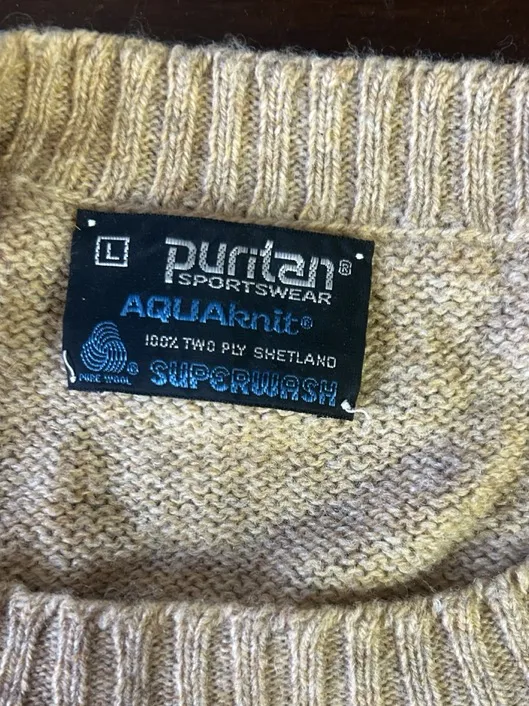 L
puritan®
SPORTSWEAR
AQUAknit®
100% TWO PLY SHETLAND
®
PURE WOOL
SUPERWASH